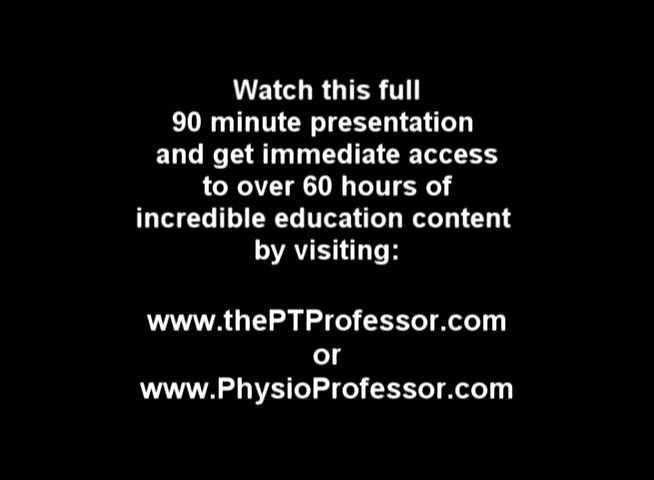 Watch this full
90 minute presentation
and get immediate access
to over 60 hours of
incredible education content
by visiting:
www.thePTProfessor.com
or
www.PhysioProfessor.com